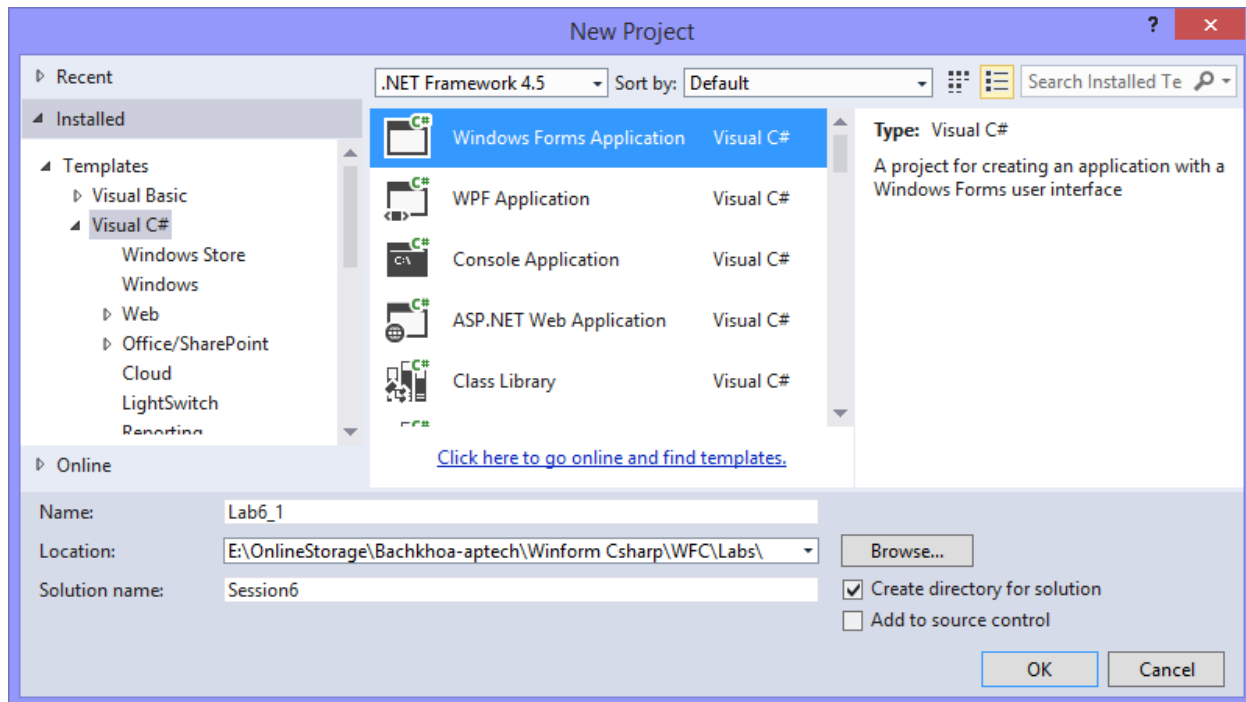 New Project
?
Recent
.NET Framework 4.5
Sort by:
Default
Search Installed Te
Installed
Templates
Visual Basic
Visual C#
Windows Store
Windows
Web
Office/SharePoint
Cloud
LightSwitch
Reporting
Online
C#
Windows Forms Application Visual C#
C#
WPF Application Visual C#
C#
C:\
Console Application Visual C#
C#
ASP.NET Web Application Visual C#
C#
Class Library Visual C#
C#
Click here to go online and find templates.
Type: Visual C#
A project for creating an application with a
Windows Forms user interface
Name: Lab6_1
Location: E:\OnlineStorage\Bachkhoa-aptech\Winform Csharp\WFC\Labs\
Browse...
Solution name: Session6
Create directory for solution
Add to source control
OK
Cancel